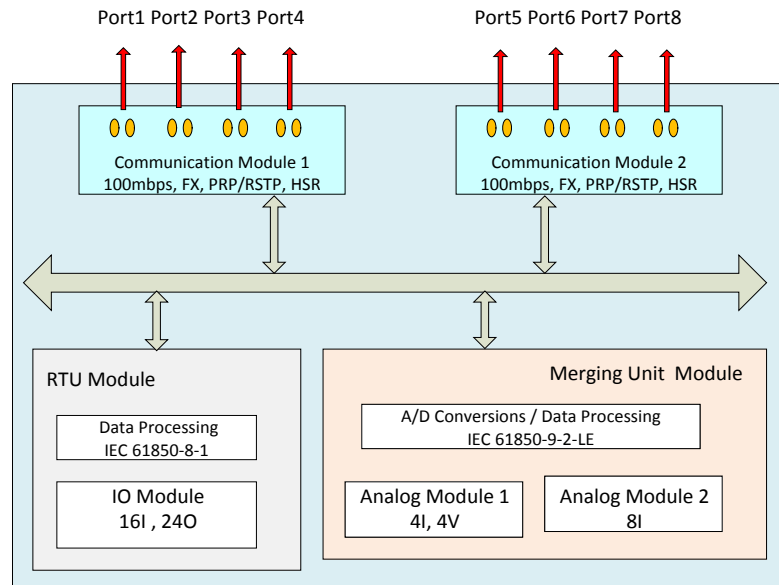 Port1 Port2 Port3 Port4
Port5 Port6 Port7 Port8
Communication Module 1
100mbps, FX, PRP/RSTP, HSR
Communication Module 2
100mbps, FX, PRP/RSTP, HSR
RTU Module
Data Processing
IEC 61850-8-1
IO Module
16I , 24O
Merging Unit Module
A/D Conversions / Data Processing
IEC 61850-9-2-LE
Analog Module 1
4I, 4V
Analog Module 2
8I